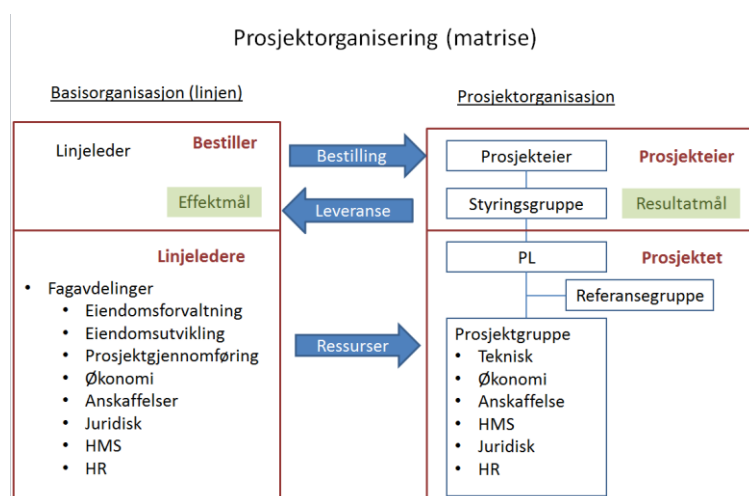 Prosjektorganisering (matrise)
Basisorganisasjon (linjen)
Linjeleder
Bestiller
Effektmål
Linjeledere
• Fagavdelinger
• Eiendomsforvaltning
• Eiendomsutvikling
• Prosjektgjennomføring
• Økonomi
• Anskaffelser
• Juridisk
• HMS
• HR
Bestilling
Leveranse
Ressurser
Prosjektorganisasjon
Prosjekteier
Prosjekteier
Styringsgruppe
Resultatmål
PL
Prosjektet
Referansegruppe
Prosjektgruppe
• Teknisk
• Økonomi
• Anskaffelse
• HMS
• Juridisk
• HR